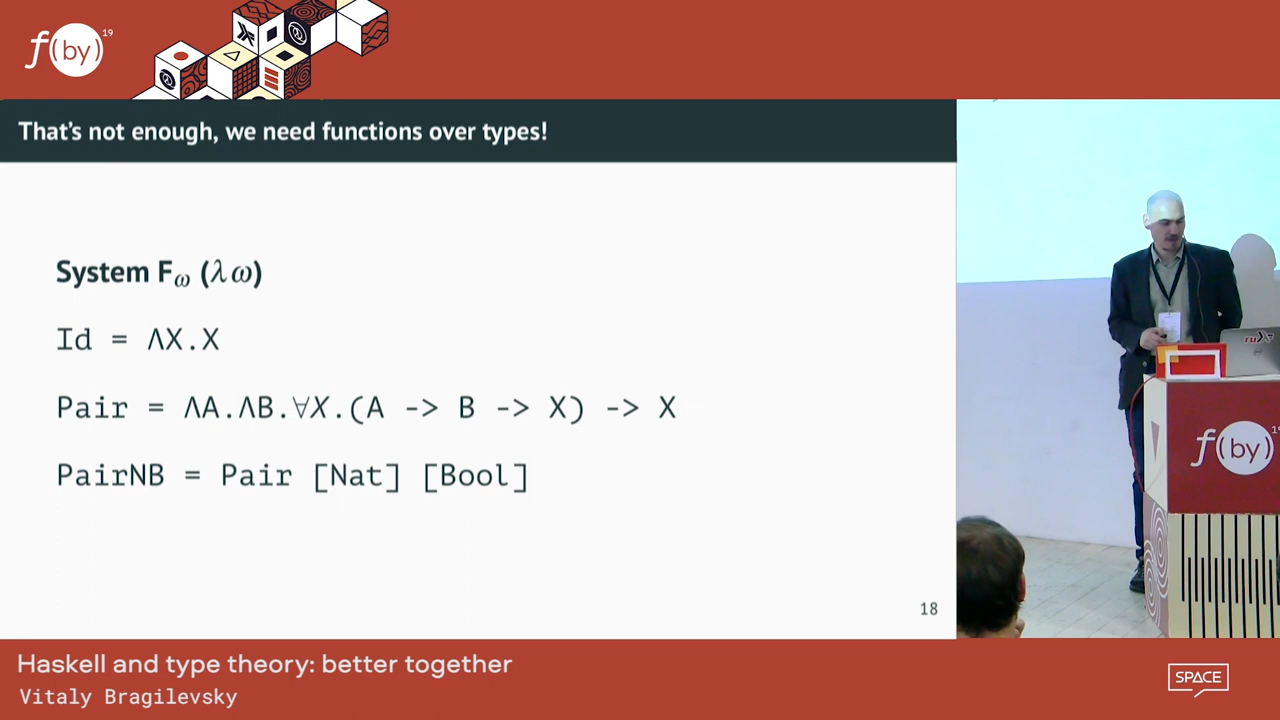 f(by) 19
That's not enough, we need functions over types!
System Fω (λω)
Id = ΛX.X
Pair = ΛA.ΛB.∀X.(A -> B -> X) -> X
PairNB = Pair [Nat] [Bool]
18
f(by) 19
Haskell and type theory: better together
Vitaly Bragilevsky
SPACE